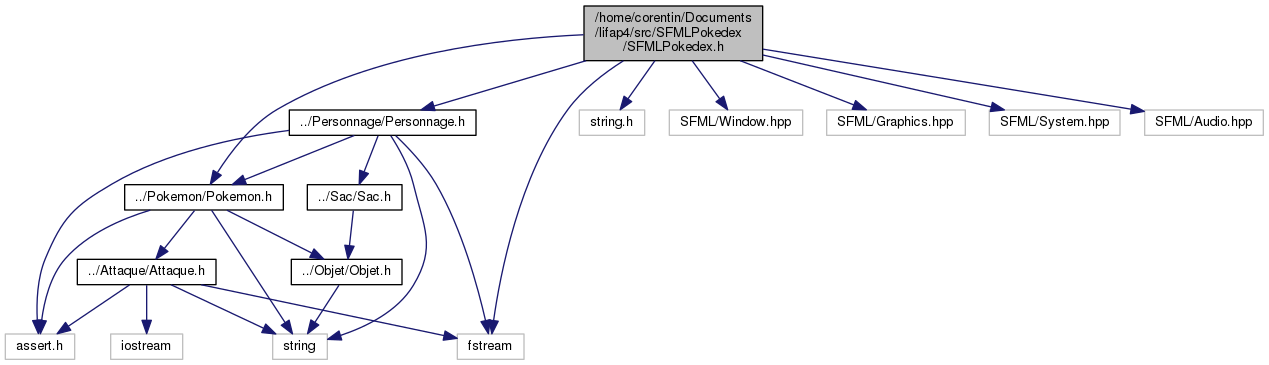 /home/corentin/Documents
/lifap4/src/SFMLPokedex
/SFMLPokedex.h
../Personnage/Personnage.h
string.h
SFML/Window.hpp
SFML/Graphics.hpp
SFML/System.hpp
SFML/Audio.hpp
../Pokemon/Pokemon.h
../Sac/Sac.h
../Attaque/Attaque.h
../Objet/Objet.h
assert.h
iostream
string
fstream